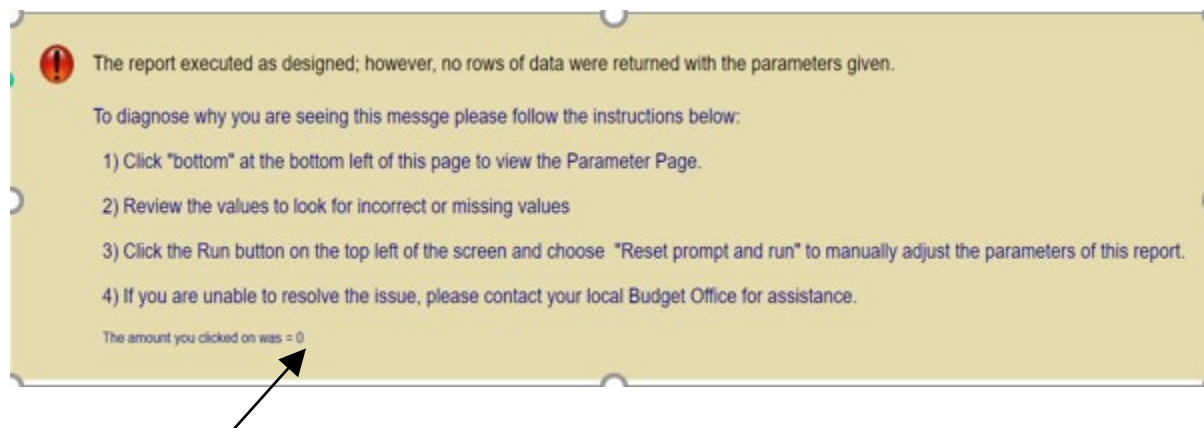 The report executed as designed; however, no rows of data were returned with the parameters given.
To diagnose why you are seeing this messge please follow the instructions below:
1) Click "bottom" at the bottom left of this page to view the Parameter Page.
2) Review the values to look for incorrect or missing values
3) Click the Run button on the top left of the screen and choose "Reset prompt and run" to manually adjust the parameters of this report.
4) If you are unable to resolve the issue, please contact your local Budget Office for assistance.
The amount you clicked on was = 0